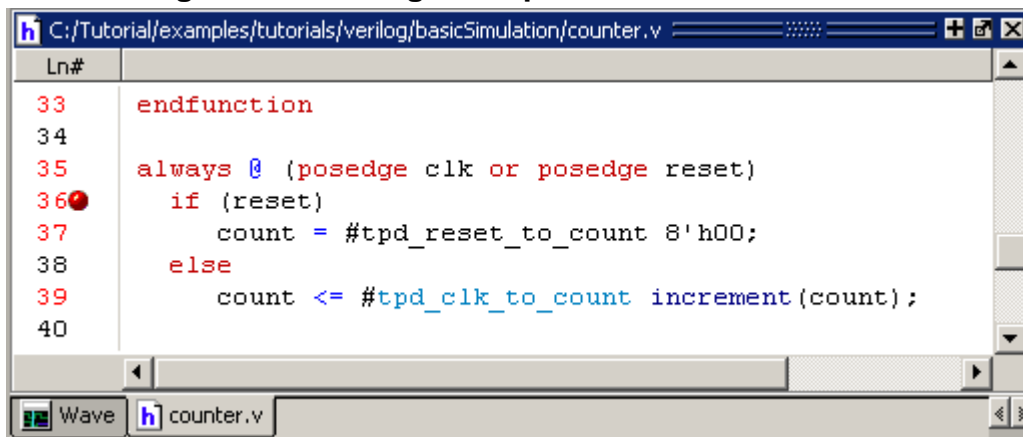 C:/Tutorial/examples/tutorials/verilog/basicSimulation/counter.v
Ln#
33 endfunction
34
35 always @ (posedge clk or posedge reset)
36 if (reset)
37 count = #tpd_reset_to_count 8'h00;
38 else
39 count <= #tpd_clk_to_count increment(count);
40
Wave counter.v